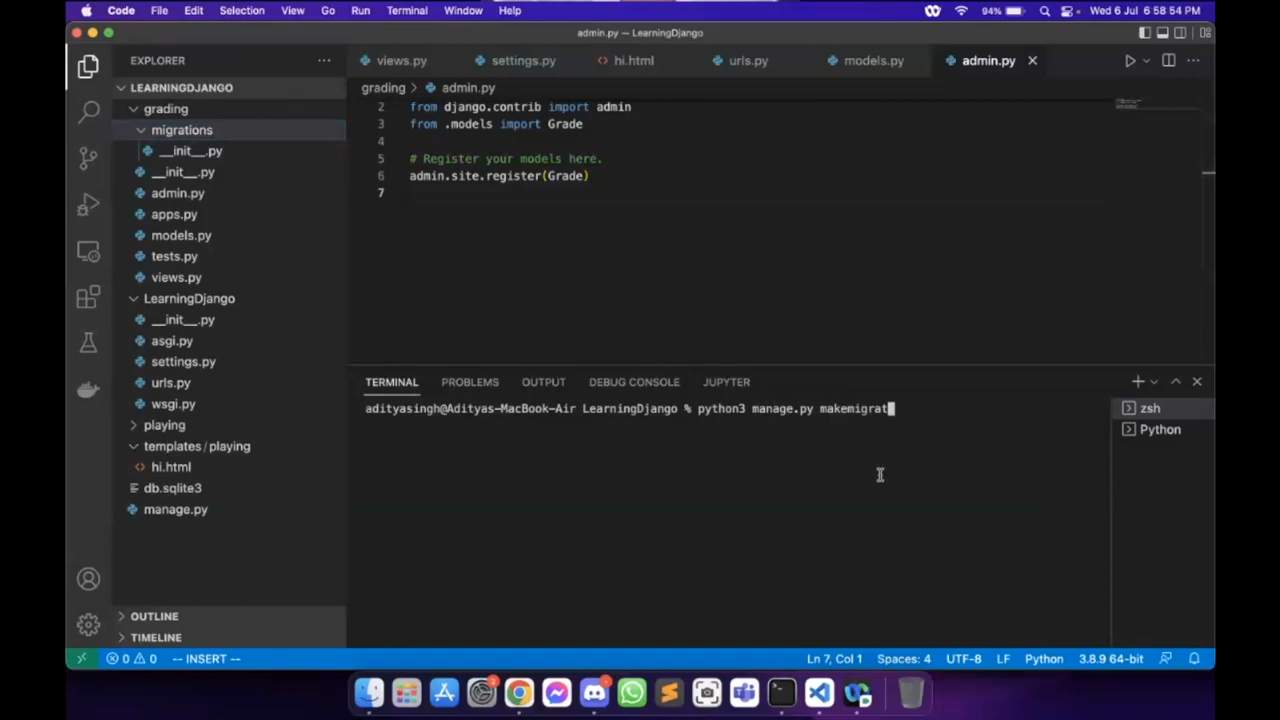 Code File Edit Selection View Go Run Terminal Window Help 94% Wed 6 Jul 6:58:54 PM
admin.py — LearningDjango
EXPLORER
views.py settings.py hi.html urls.py models.py admin.py
LEARNINGDJANGO
grading
migrations
__init__.py
__init__.py
admin.py
apps.py
models.py
tests.py
views.py
LearningDjango
__init__.py
asgi.py
settings.py
urls.py
wsgi.py
playing
templates / playing
hi.html
db.sqlite3
manage.py
OUTLINE
TIMELINE
grading > admin.py
2 from django.contrib import admin
3 from .models import Grade
4
5 # Register your models here.
6 admin.site.register(Grade)
7
TERMINAL PROBLEMS OUTPUT DEBUG CONSOLE JUPYTER
adityasingh@Adityas-MacBook-Air LearningDjango % python3 manage.py makemigrat
zsh
Python
0 0 -- INSERT -- Ln 7, Col 1 Spaces: 4 UTF-8 LF Python 3.8.9 64-bit